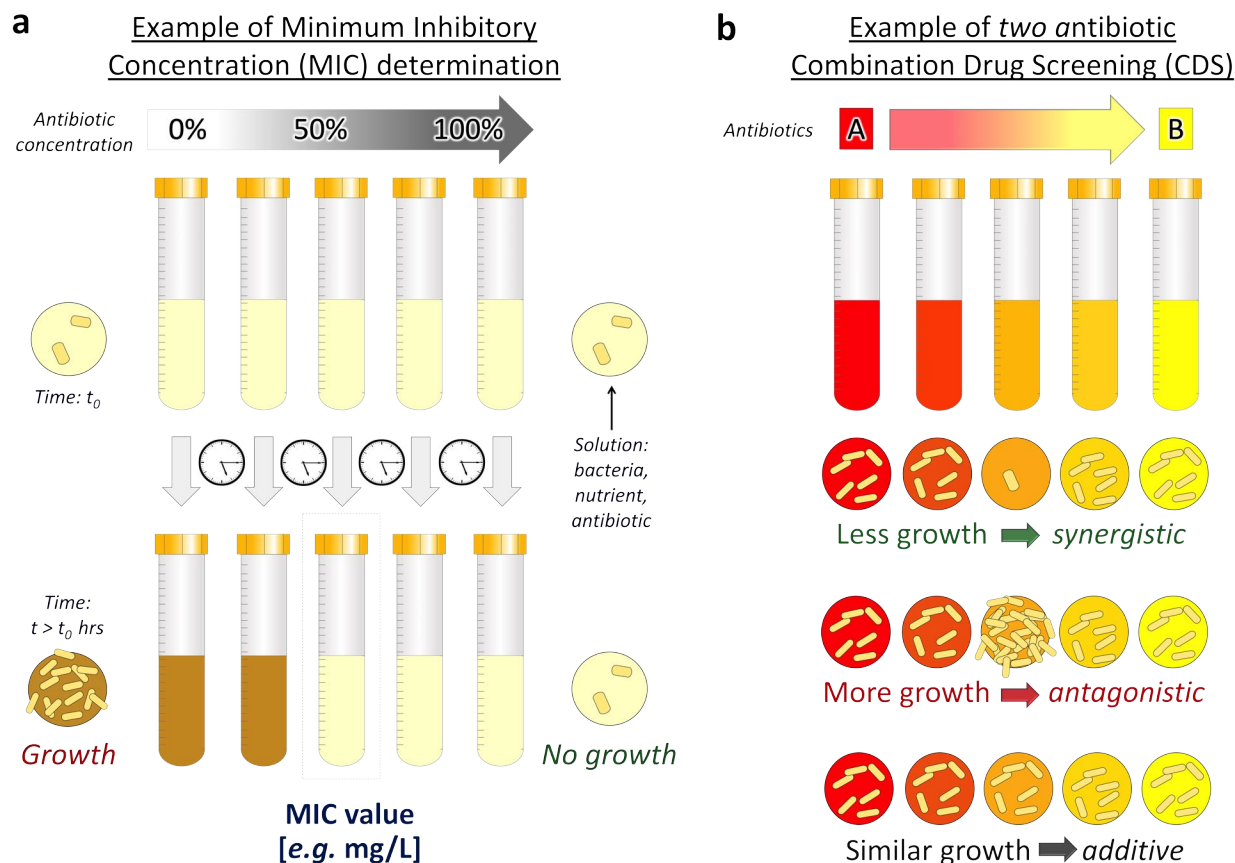 a
Example of Minimum Inhibitory
Concentration (MIC) determination
Antibiotic
concentration
0% 50% 100%
Time: t0
Solution:
bacteria,
nutrient,
antibiotic
Time:
t > t0 hrs
Growth
No growth
MIC value
[e.g. mg/L]
b
Example of two antibiotic
Combination Drug Screening (CDS)
Antibiotics A B
Less growth synergistic
More growth antagonistic
Similar growth additive